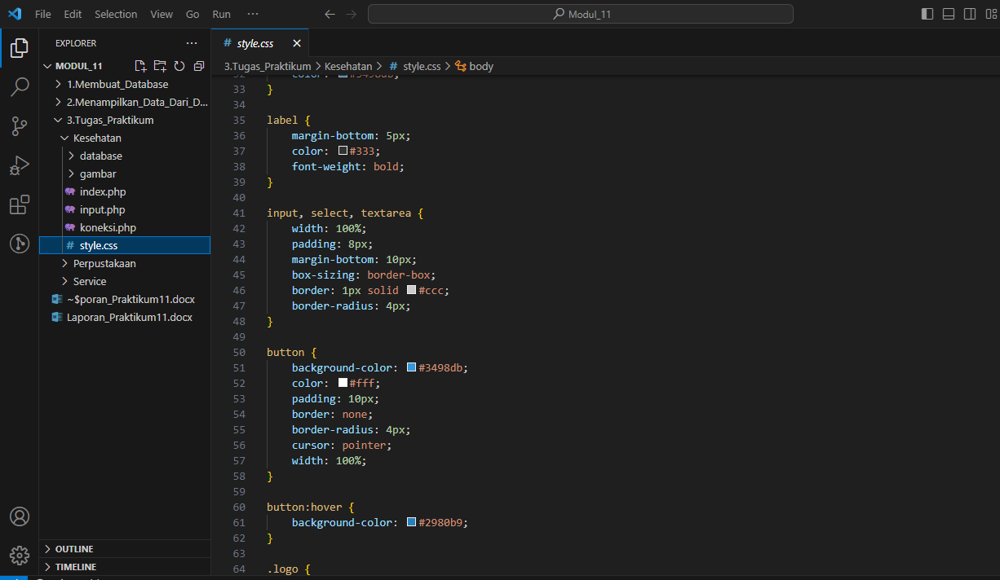 File Edit Selection View Go Run ··· Modul_11
EXPLORER ···
MODUL_11
1.Membuat_Database
2.Menampilkan_Data_Dari_D...
3.Tugas_Praktikum
Kesehatan
database
gambar
index.php
input.php
koneksi.php
# style.css
Perpustakaan
Service
~$poran_Praktikum11.docx
Laporan_Praktikum11.docx
OUTLINE
TIMELINE
# style.css ×
3.Tugas_Praktikum > Kesehatan > # style.css > body
32 color: #3498db;
33 }
34
35 label {
36 margin-bottom: 5px;
37 color: #333;
38 font-weight: bold;
39 }
40
41 input, select, textarea {
42 width: 100%;
43 padding: 8px;
44 margin-bottom: 10px;
45 box-sizing: border-box;
46 border: 1px solid #ccc;
47 border-radius: 4px;
48 }
49
50 button {
51 background-color: #3498db;
52 color: #fff;
53 padding: 10px;
54 border: none;
55 border-radius: 4px;
56 cursor: pointer;
57 width: 100%;
58 }
59
60 button:hover {
61 background-color: #2980b9;
62 }
63
64 .logo {